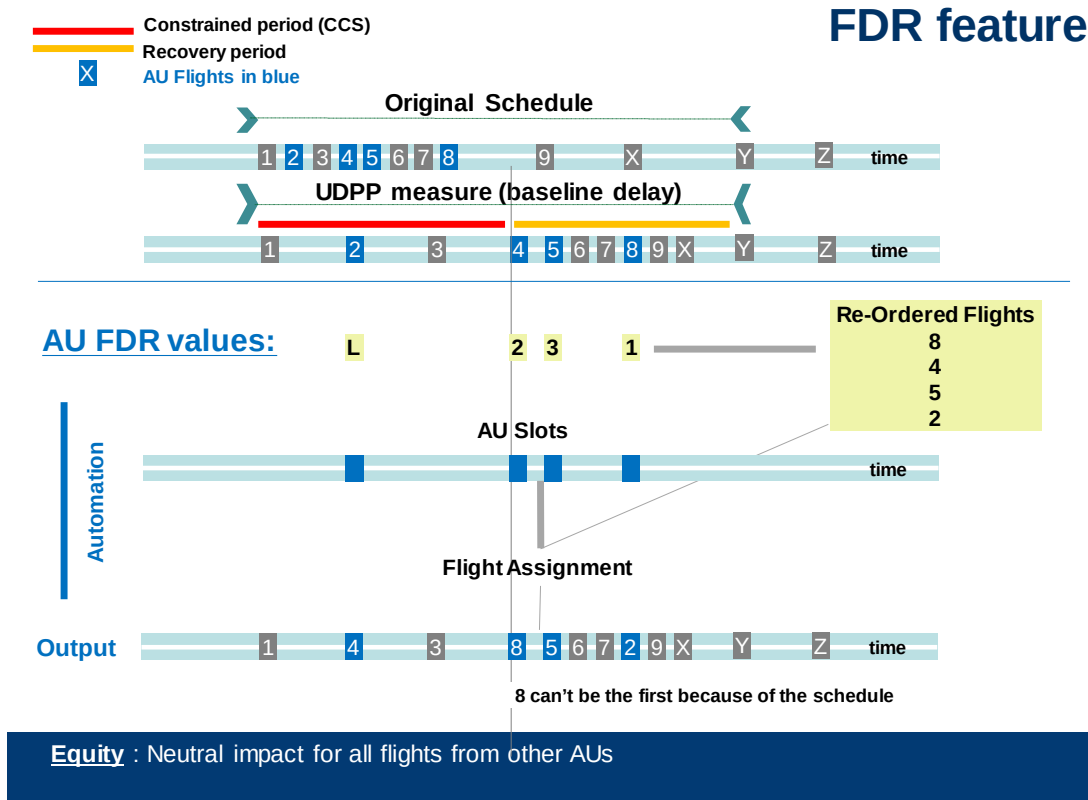 FDR feature
Constrained period (CCS)
Recovery period
X AU Flights in blue
Original Schedule
1 2 3 4 5 6 7 8 9 X Y Z time
UDPP measure (baseline delay)
1 2 3 4 5 6 7 8 9 X Y Z time
AU FDR values: L 2 3 1
Re-Ordered Flights
8
4
5
2
AU Slots
time
Automation
Flight Assignment
Output 1 4 3 8 5 6 7 2 9 X Y Z time
8 can't be the first because of the schedule
Equity : Neutral impact for all flights from other AUs